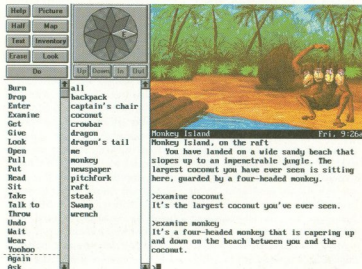 Help Picture
Half Map
Text Inventory
Erase Look
Do
E
Up Down In Out
Burn
Drop
Enter
Examine
Get
Give
Look
Open
Pull
Put
Read
Sit
Take
Talk to
Throw
Undo
Wait
Wear
Yoohoo
Again
Ask
all
backpack
captain's chair
coconut
crowbar
dragon
dragon's tail
me
monkey
newspaper
pitchfork
raft
steak
Swamp
wrench
Monkey Island Fri, 9:26a
Monkey Island, on the raft
You have landed on a wide sandy beach that
slopes up to an impenetrable jungle. The
largest coconut you have ever seen is sitting
here, guarded by a four-headed monkey.
>examine coconut
It's the largest coconut you've ever seen.
>examine monkey
It's a four-headed monkey that is capering up
and down on the beach between you and the
coconut.
>